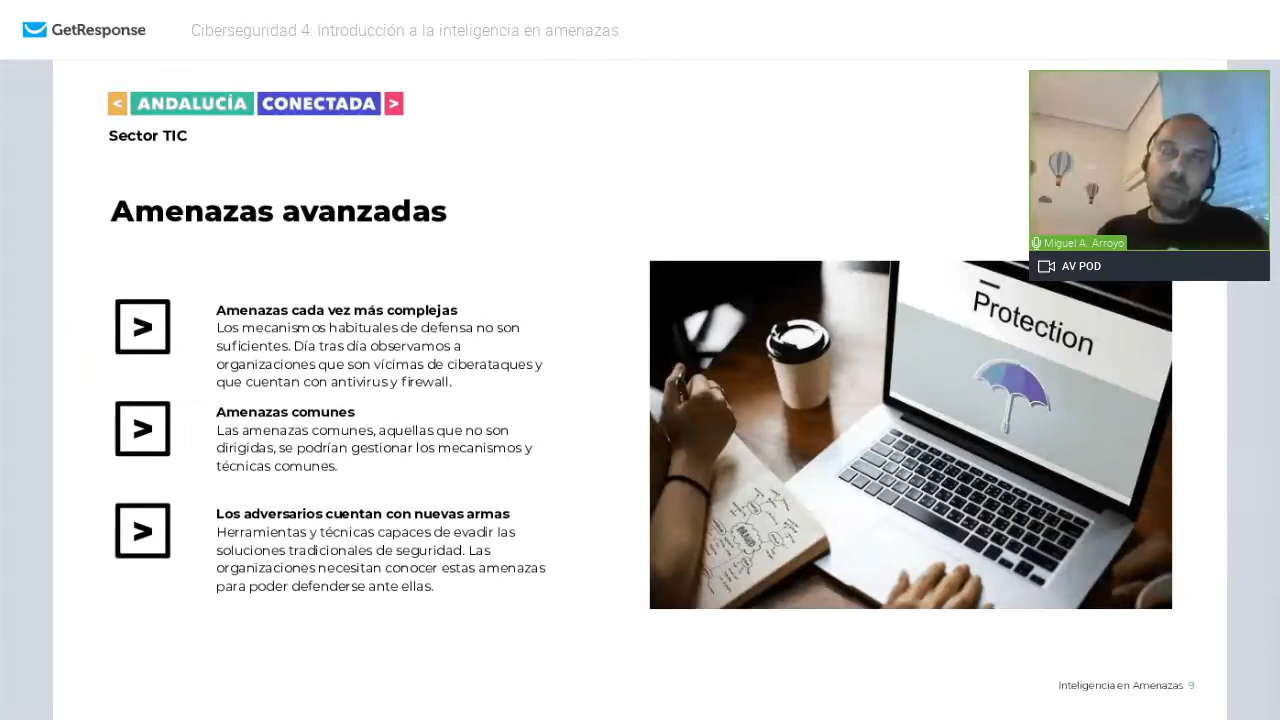 GetResponse
Ciberseguridad 4: Introducción a la inteligencia en amenazas
< ANDALUCÍA CONECTADA >
Sector TIC
Miguel A. Arroyo
AV POD
Amenazas avanzadas
Protection
> Amenazas cada vez más complejas
Los mecanismos habituales de defensa no son
suficientes. Día tras día observamos a
organizaciones que son vícimas de ciberataques y
que cuentan con antivirus y firewall.
> Amenazas comunes
Las amenazas comunes, aquellas que no son
dirigidas, se podrían gestionar los mecanismos y
técnicas comunes.
> Los adversarios cuentan con nuevas armas
Herramientas y técnicas capaces de evadir las
soluciones tradicionales de seguridad. Las
organizaciones necesitan conocer estas amenazas
para poder defenderse ante ellas.
Inteligencia en Amenazas 9